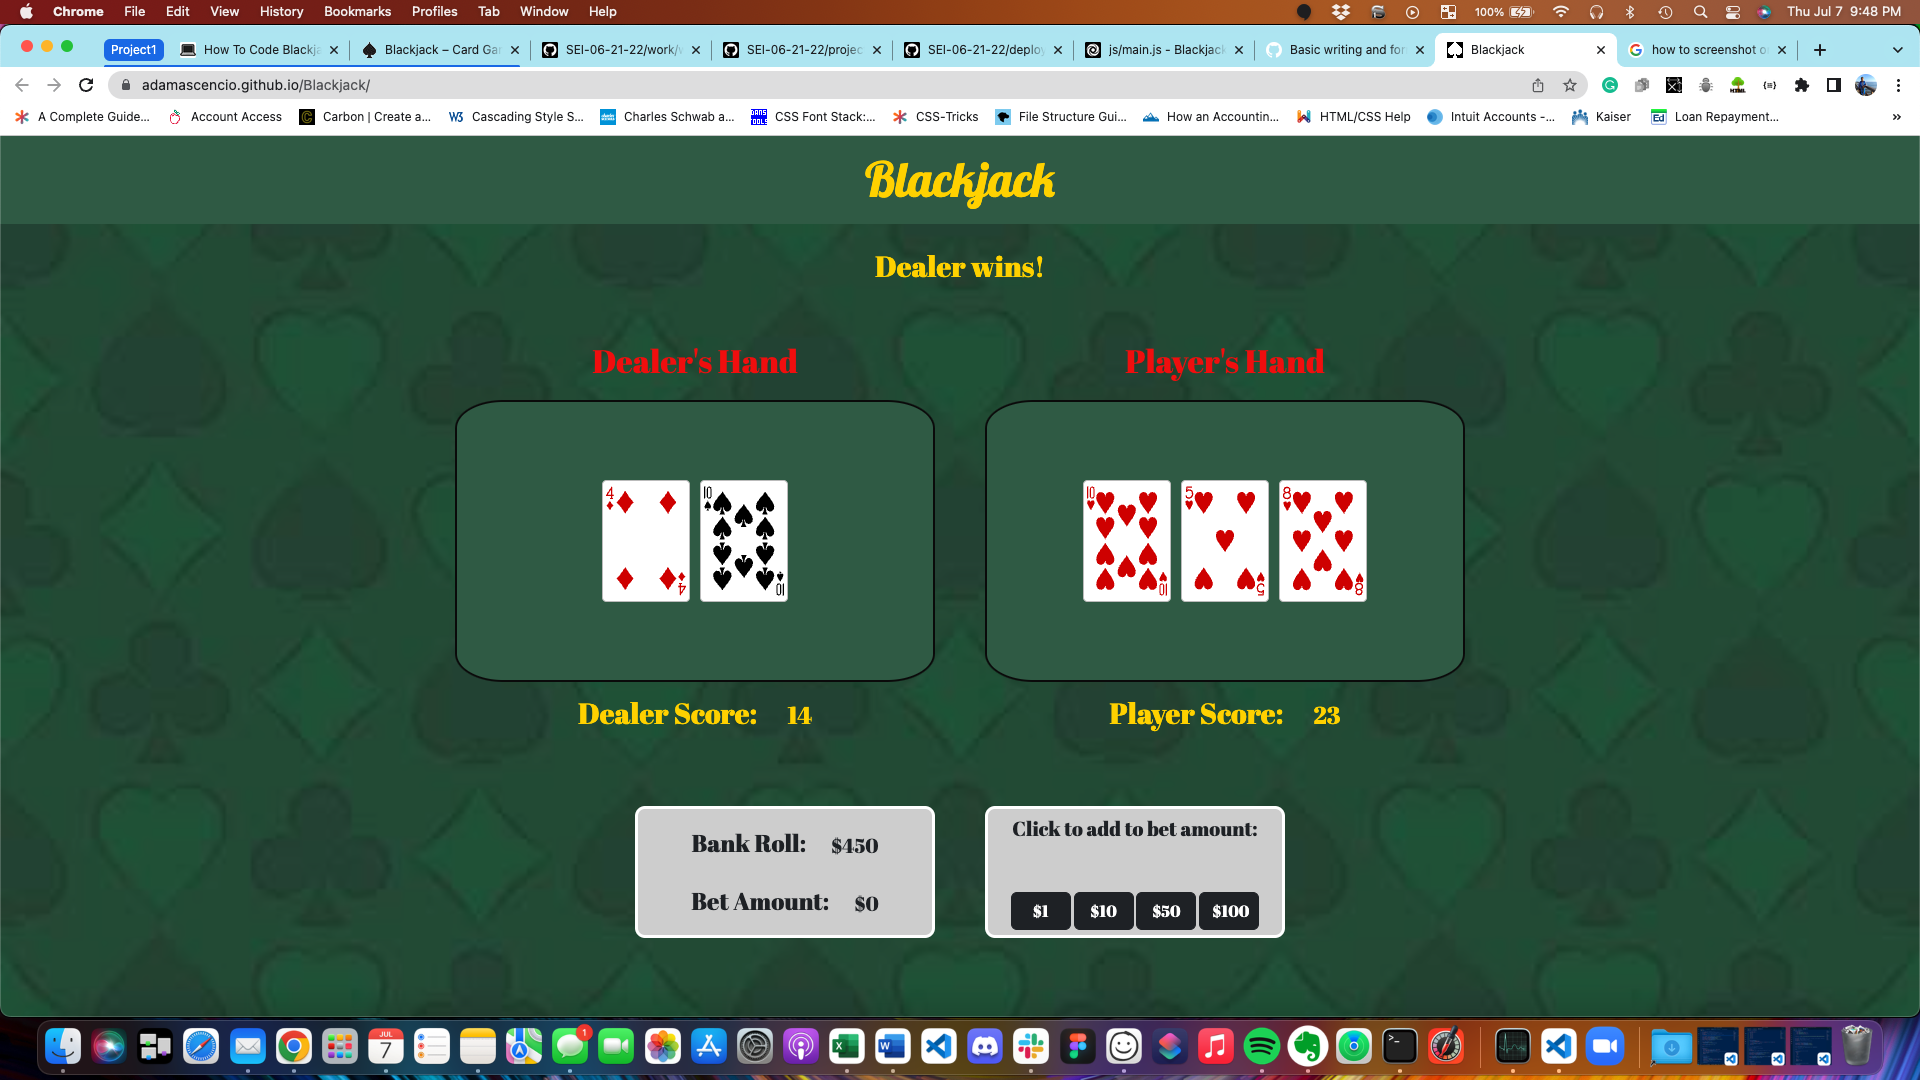 Chrome File Edit View History Bookmarks Profiles Tab Window Help 100% Thu Jul 7 9:48 PM
Project1 How To Code Blackja Blackjack – Card Ga SEI-06-21-22/work/ SEI-06-21-22/projec SEI-06-21-22/deploy js/main.js - Blackjack Basic writing and for Blackjack how to screenshot o
adamascencio.github.io/Blackjack/
A Complete Guide... Account Access Carbon | Create a... Cascading Style S... Charles Schwab a... CSS Font Stack:... CSS-Tricks File Structure Gui... How an Accountin... HTML/CSS Help Intuit Accounts -... Kaiser Loan Repayment... »
Blackjack
Dealer wins!
Dealer's Hand Player's Hand
4 10 10 5 8
4 10 10 5 8
Dealer Score: 14 Player Score: 23
Bank Roll: $450
Bet Amount: $0
Click to add to bet amount:
$1 $10 $50 $100
JUL
7
1